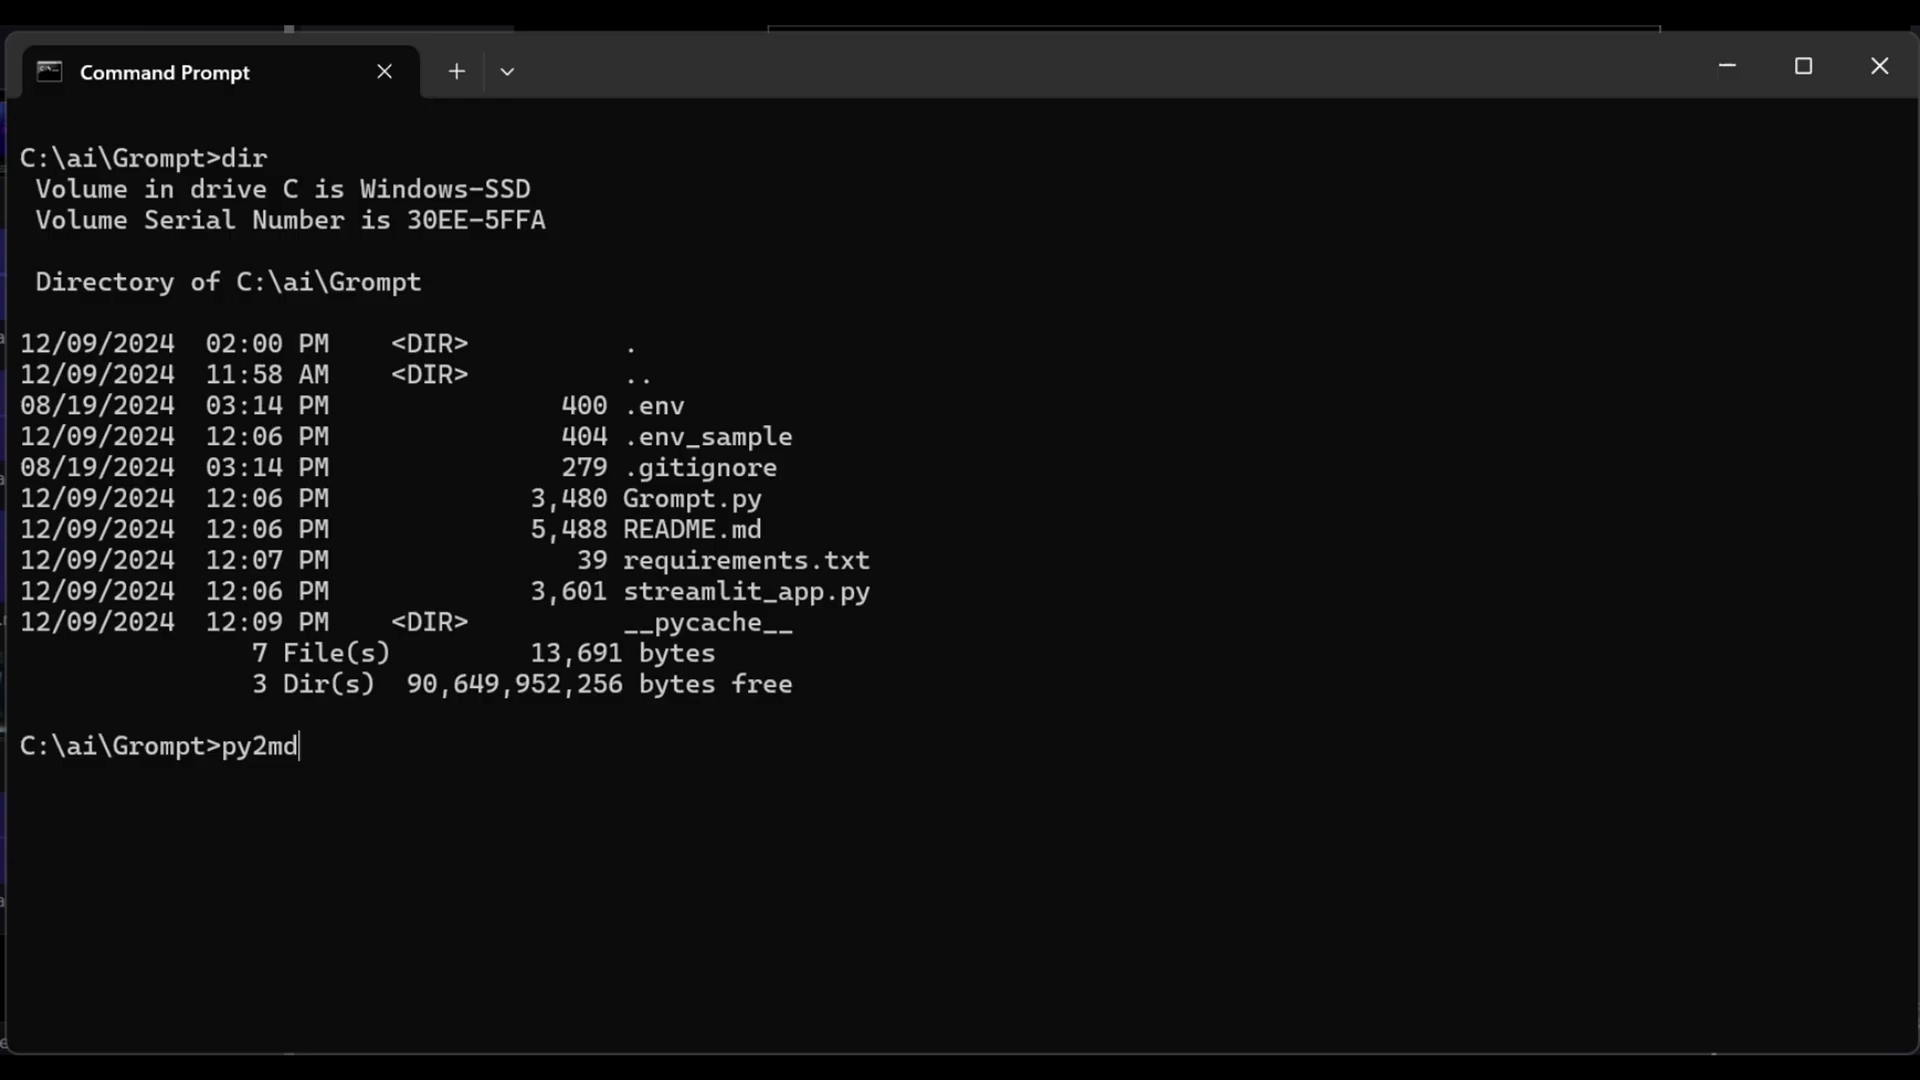 Command Prompt
C:\ai\Grompt>dir
Volume in drive C is Windows-SSD
Volume Serial Number is 30EE-5FFA
Directory of C:\ai\Grompt
12/09/2024  02:00 PM    <DIR>          .
12/09/2024  11:58 AM    <DIR>          ..
08/19/2024  03:14 PM               400 .env
12/09/2024  12:06 PM               404 .env_sample
08/19/2024  03:14 PM               279 .gitignore
12/09/2024  12:06 PM             3,480 Grompt.py
12/09/2024  12:06 PM             5,488 README.md
12/09/2024  12:07 PM                39 requirements.txt
12/09/2024  12:06 PM             3,601 streamlit_app.py
12/09/2024  12:09 PM    <DIR>          __pycache__
7 File(s)         13,691 bytes
3 Dir(s)  90,649,952,256 bytes free
C:\ai\Grompt>py2md